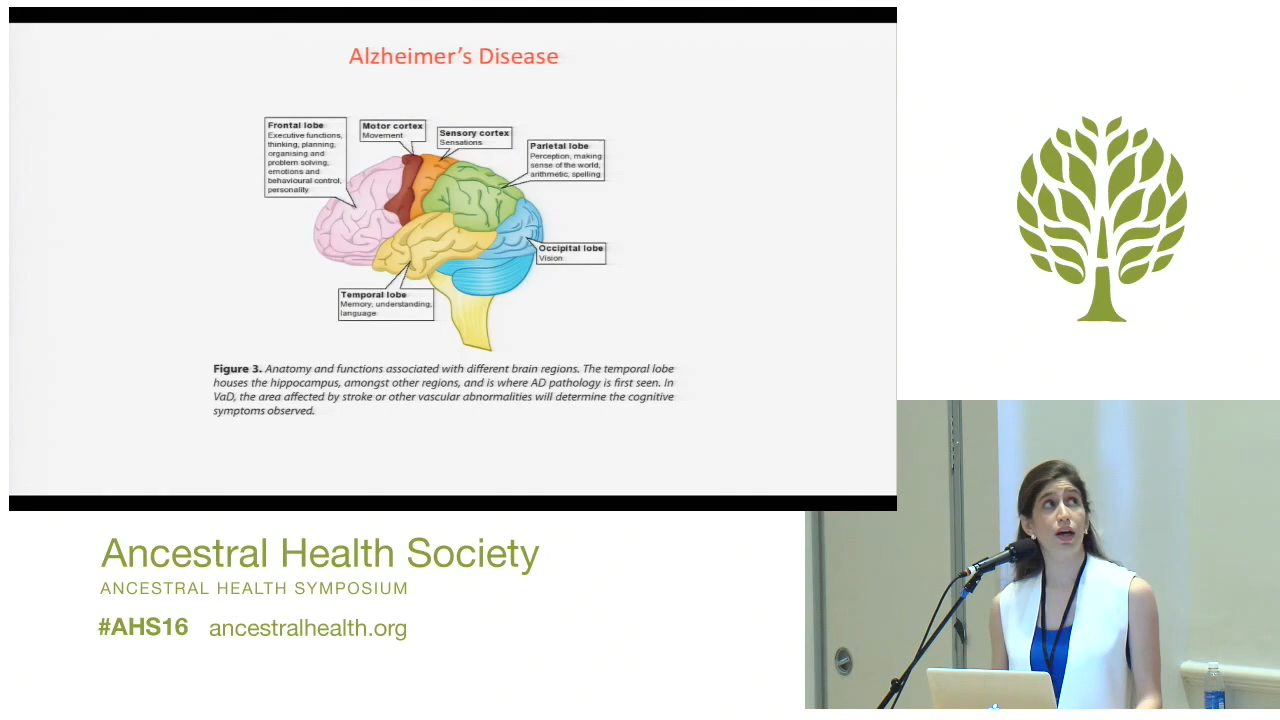 Alzheimer's Disease
Frontal lobe
Executive functions,
thinking, planning,
organising and
problem solving,
emotions and
behavioural control,
personality
Motor cortex
Movement
Sensory cortex
Sensations
Parietal lobe
Perception, making
sense of the world,
arithmetic, spelling
Occipital lobe
Vision
Temporal lobe
Memory, understanding,
language
Figure 3. Anatomy and functions associated with different brain regions. The temporal lobe
houses the hippocampus, amongst other regions, and is where AD pathology is first seen. In
VaD, the area affected by stroke or other vascular abnormalities will determine the cognitive
symptoms observed.
Ancestral Health Society
ANCESTRAL HEALTH SYMPOSIUM
#AHS16 ancestralhealth.org